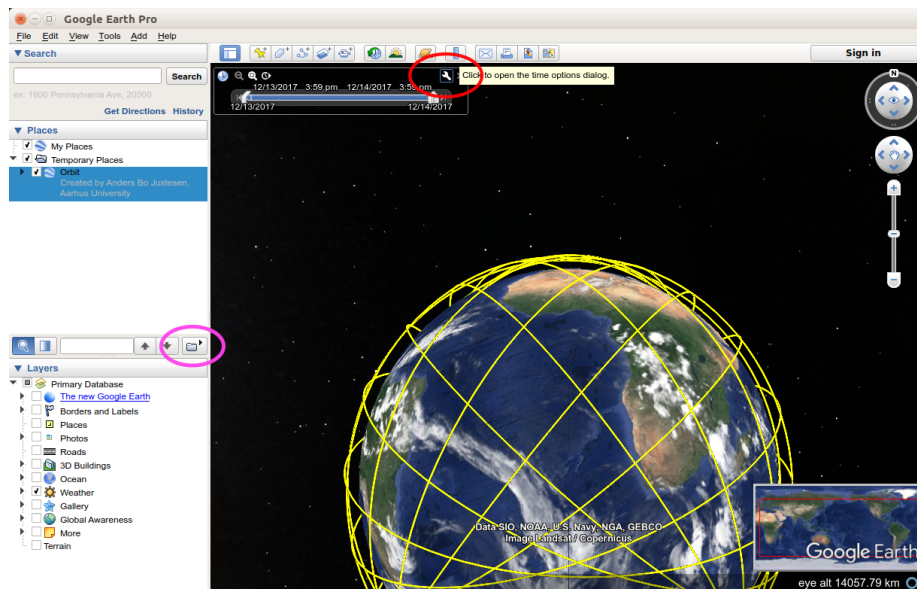 Google Earth Pro
File Edit View Tools Add Help
▼ Search
Sign in
Search
ex: 1600 Pennsylvania Ave, 20500
Get Directions History
Click to open the time options dialog.
12/13/2017 3:59 pm 12/14/2017 3:59 pm
12/13/2017 12/14/2017
N
▼ Places
My Places
Temporary Places
Orbit
Created by Anders Bo Justesen,
Aarhus University
▼ Layers
Primary Database
The new Google Earth
Borders and Labels
Places
Photos
Roads
3D Buildings
Ocean
Weather
Gallery
Global Awareness
More
Terrain
Data SIO, NOAA, U.S. Navy, NGA, GEBCO
Image Landsat / Copernicus
Google Earth
eye alt 14057.79 km